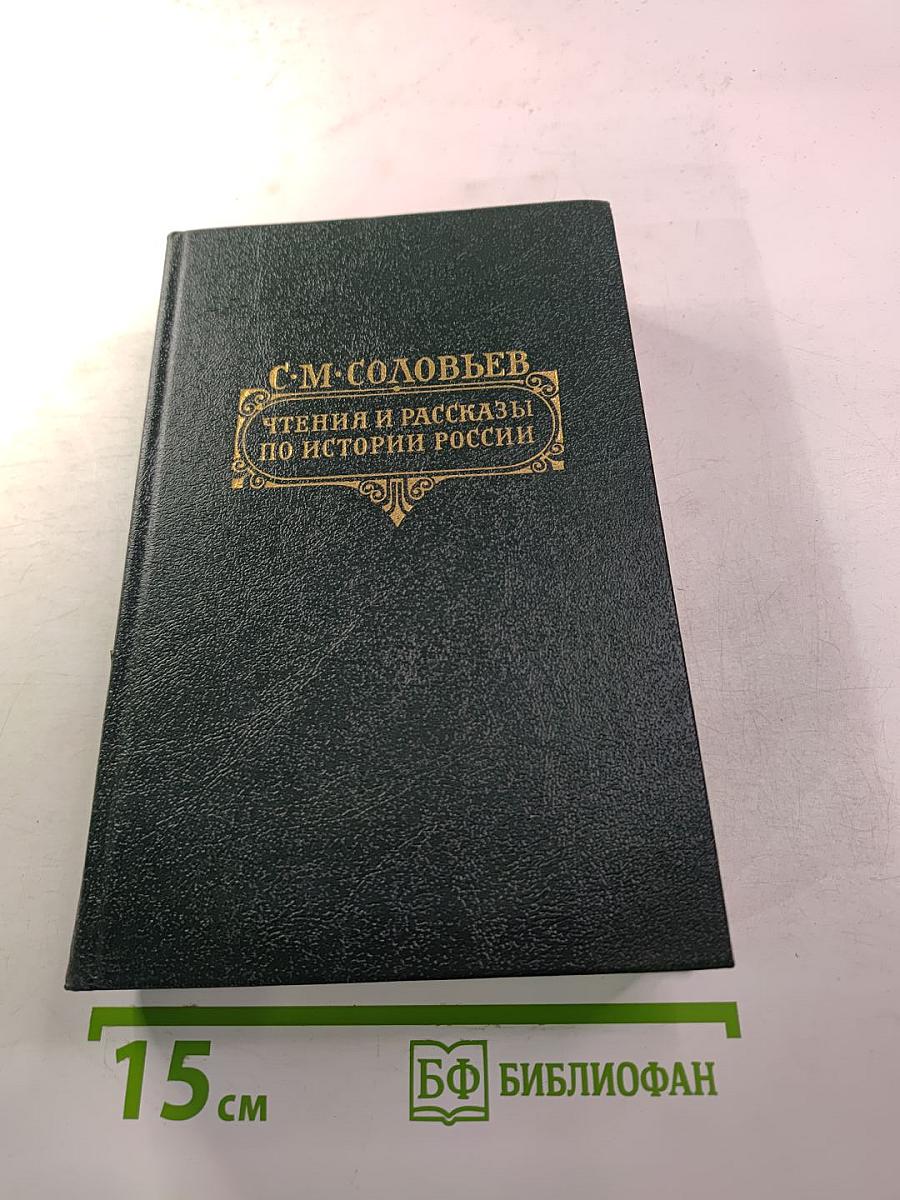 С·М·СОЛОВЬЕВ
ЧТЕНИЯ И РАССКАЗЫ
ПО ИСТОРИИ РОССИИ
15 см
БФ БИБЛИОФАН